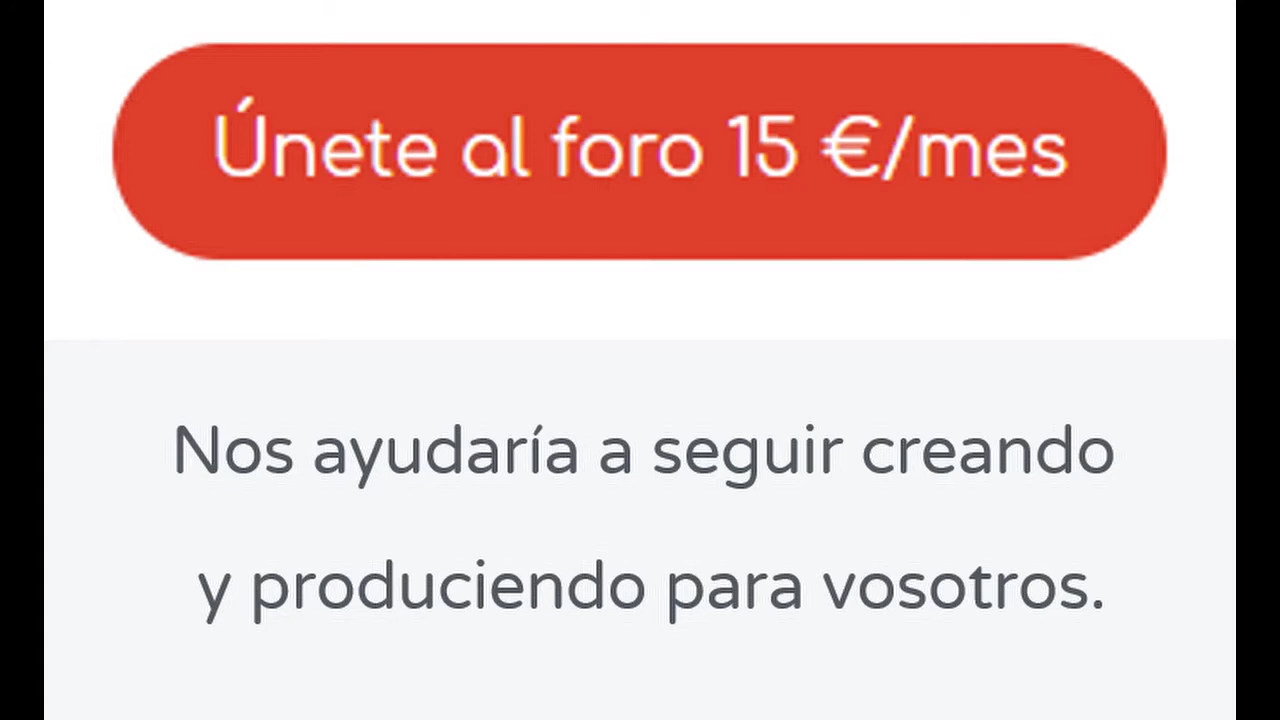 Únete al foro 15 €/mes
Nos ayudaría a seguir creando
y produciendo para vosotros.